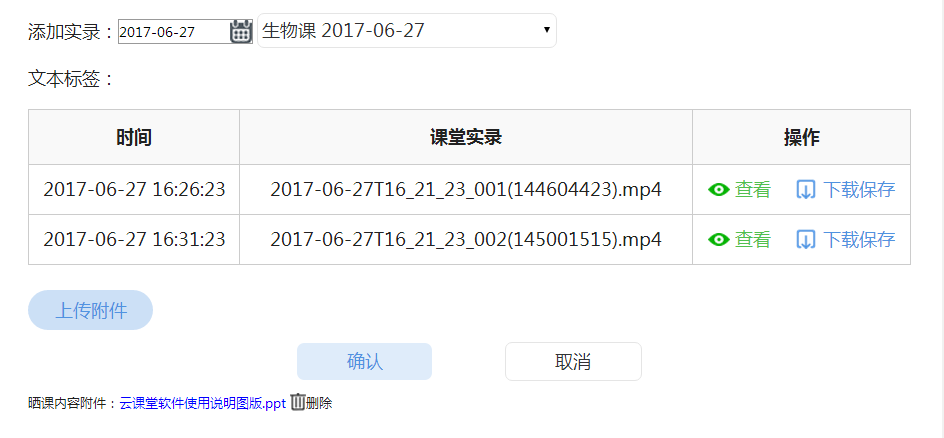 添加实录：2017-06-27 生物课 2017-06-27
文本标签：
时间 课堂实录 操作
2017-06-27 16:26:23 2017-06-27T16_21_23_001(144604423).mp4 查看 下载保存
2017-06-27 16:31:23 2017-06-27T16_21_23_002(145001515).mp4 查看 下载保存
上传附件
确认 取消
晒课内容附件：云课堂软件使用说明图版.ppt 删除